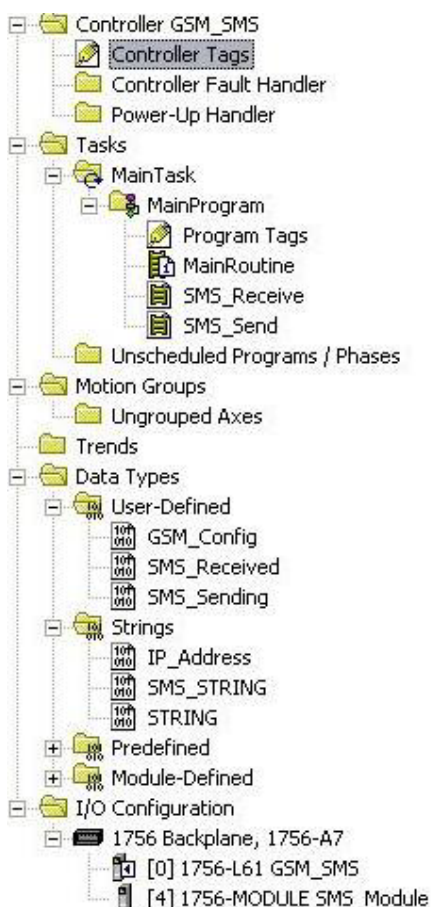 Controller GSM_SMS
Controller Tags
Controller Fault Handler
Power-Up Handler
Tasks
MainTask
MainProgram
Program Tags
MainRoutine
SMS_Receive
SMS_Send
Unscheduled Programs / Phases
Motion Groups
Ungrouped Axes
Trends
Data Types
User-Defined
GSM_Config
SMS_Received
SMS_Sending
Strings
IP_Address
SMS_STRING
STRING
Predefined
Module-Defined
I/O Configuration
1756 Backplane, 1756-A7
[0] 1756-L61 GSM_SMS
[4] 1756-MODULE SMS_Module